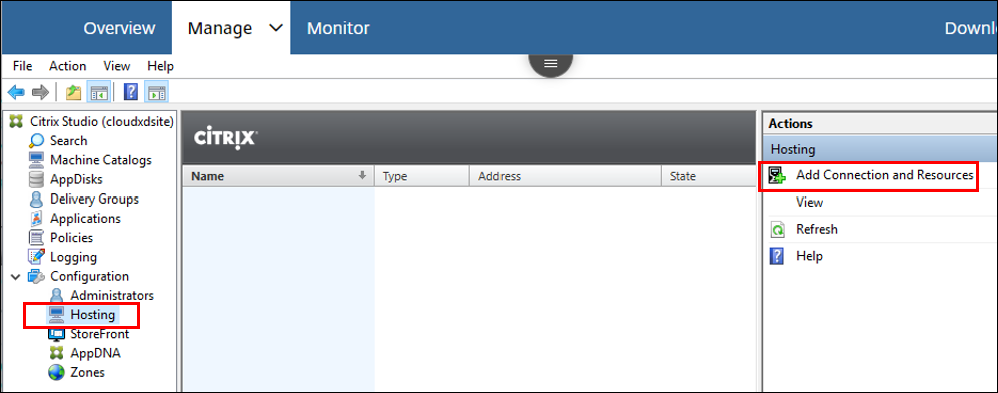 Overview Manage Monitor Downl
File Action View Help
Citrix Studio (cloudxdsite)
Search
Machine Catalogs
AppDisks
Delivery Groups
Applications
Policies
Logging
Configuration
Administrators
Hosting
StoreFront
AppDNA
Zones
CİTRIX
Name Type Address State
Actions
Hosting
Add Connection and Resources
View
Refresh
Help